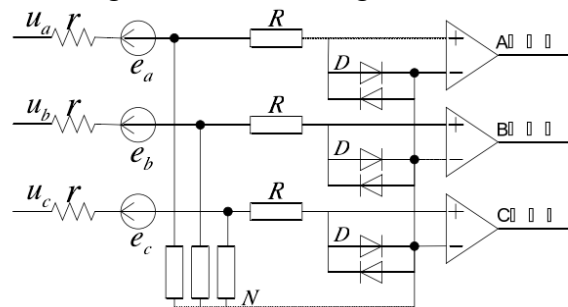 u_a r e_a R D + − A
u_b r e_b R D + − B
u_c r e_c R D + − C
N